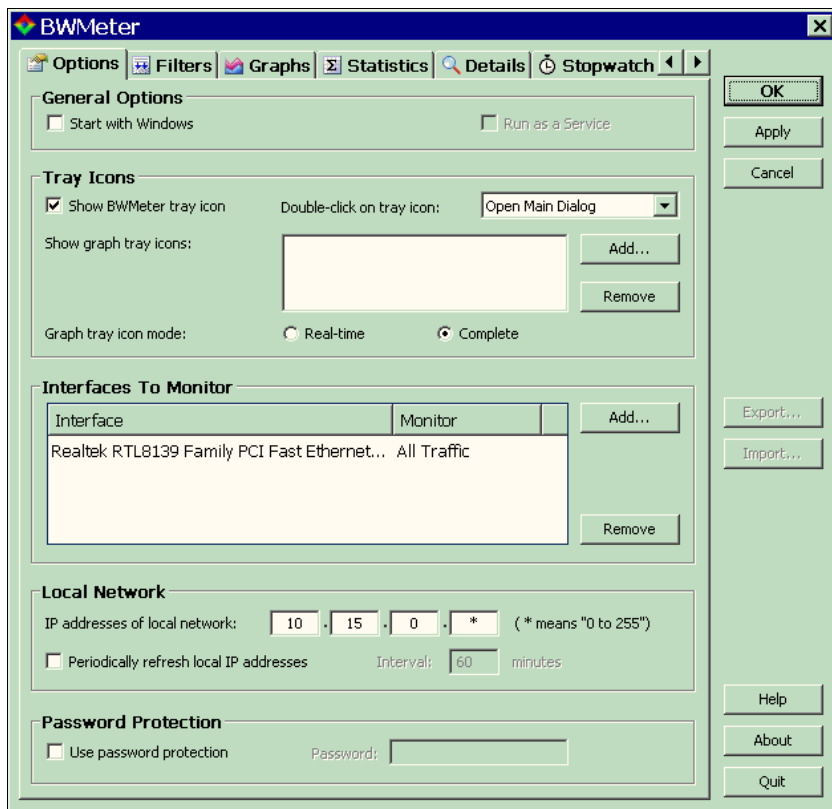 BWMeter
Options Filters Graphs Statistics Details Stopwatch
OK
Apply
Cancel
General Options
Start with Windows Run as a Service
Tray Icons
Show BWMeter tray icon Double-click on tray icon: Open Main Dialog
Show graph tray icons: Add...
Remove
Graph tray icon mode: Real-time Complete
Interfaces To Monitor
Interface Monitor Add...
Realtek RTL8139 Family PCI Fast Ethernet... All Traffic
Remove
Export...
Import...
Local Network
IP addresses of local network: 10 . 15 . 0 . * ( * means "0 to 255")
Periodically refresh local IP addresses Interval: 60 minutes
Password Protection
Use password protection Password:
Help
About
Quit